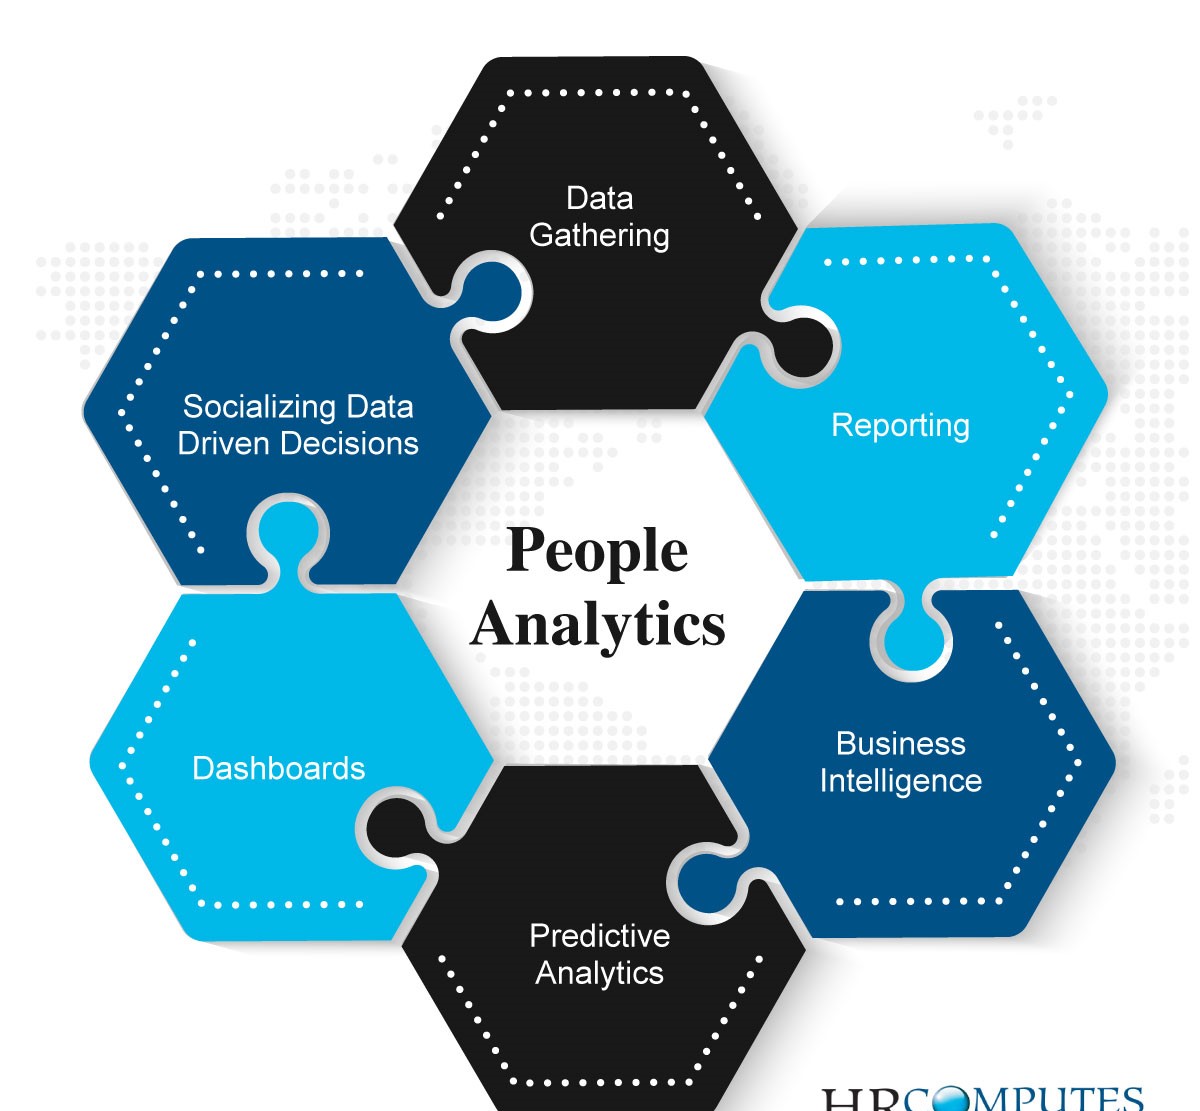 Data
Gathering
Reporting
Socializing Data
Driven Decisions
People
Analytics
Business
Intelligence
Dashboards
Predictive
Analytics
HRCOMPUTES